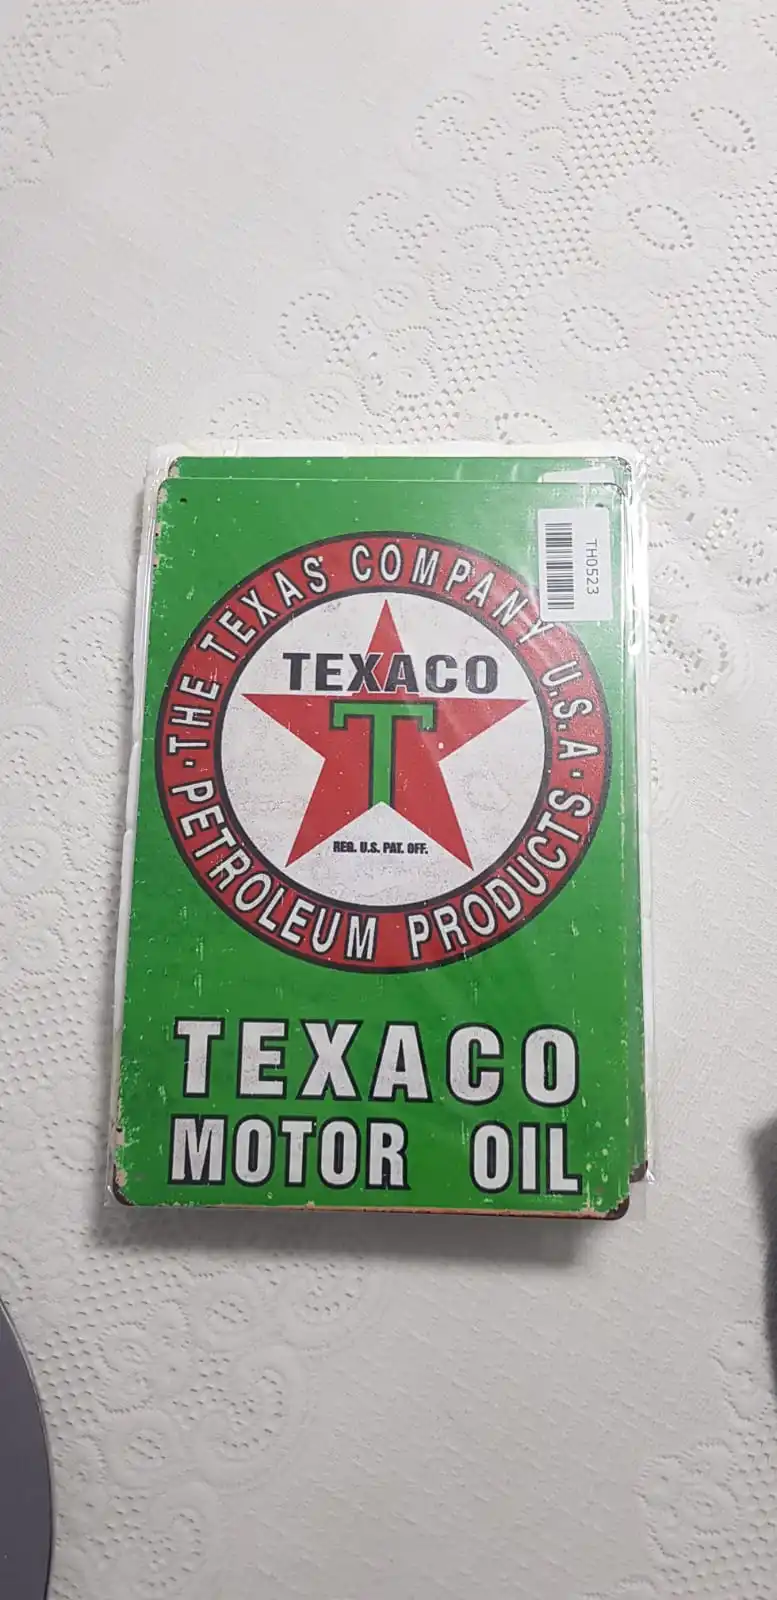 TH0523
·THE TEXAS COMPANY U.S.A·
PETROLEUM PRODUCTS
TEXACO
T
REG. U.S. PAT. OFF.
TEXACO
MOTOR OIL